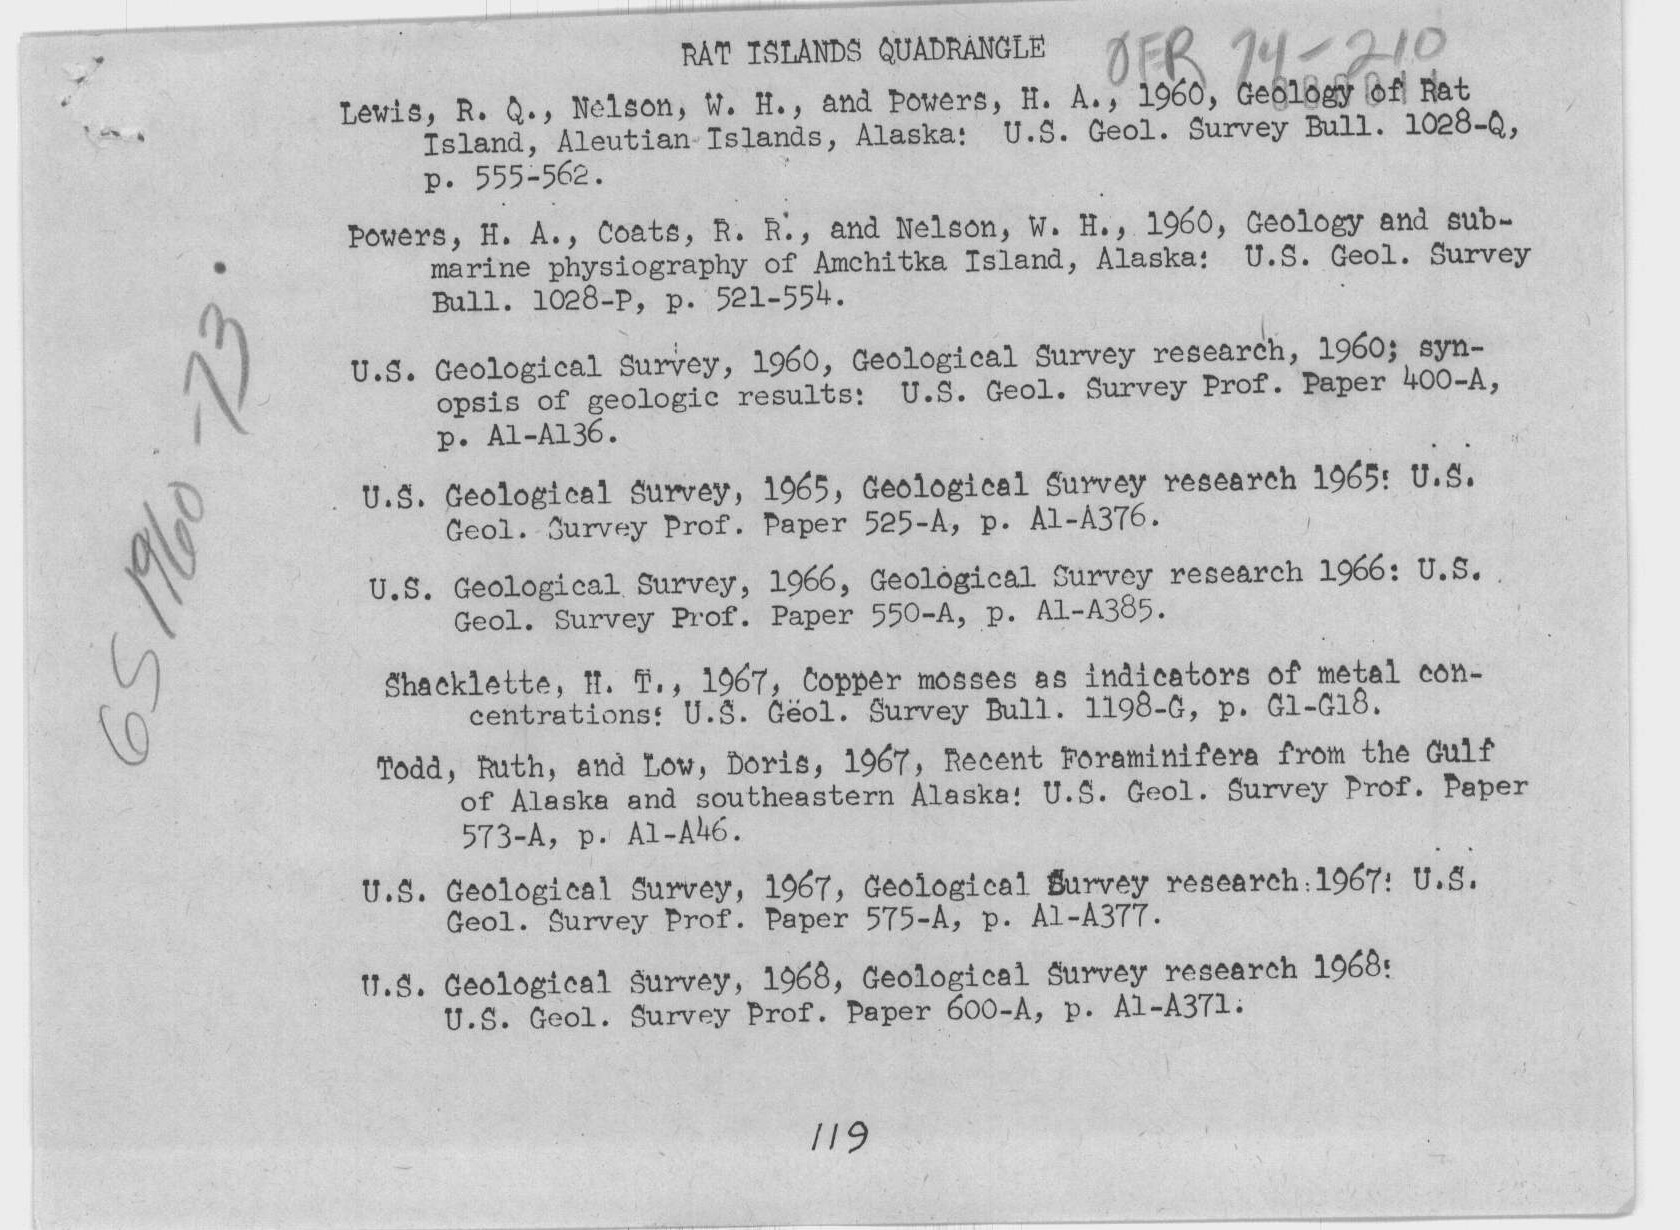 RAT ISLANDS QUADRANGLE
OFR 74-210
Lewis, R. Q., Nelson, W. H., and Powers, H. A., 1960, Geology of Rat
Island, Aleutian Islands, Alaska: U.S. Geol. Survey Bull. 1028-Q,
p. 555-562.
Powers, H. A., Coats, R. R., and Nelson, W. H., 1960, Geology and sub-
marine physiography of Amchitka Island, Alaska: U.S. Geol. Survey
Bull. 1028-P, p. 521-554.
U.S. Geological Survey, 1960, Geological Survey research, 1960; syn-
opsis of geologic results: U.S. Geol. Survey Prof. Paper 400-A,
p. A1-A136.
U.S. Geological Survey, 1965, Geological Survey research 1965: U.S.
Geol. Survey Prof. Paper 525-A, p. A1-A376.
U.S. Geological Survey, 1966, Geological Survey research 1966: U.S.
Geol. Survey Prof. Paper 550-A, p. A1-A385.
Shacklette, H. T., 1967, Copper mosses as indicators of metal con-
centrations: U.S. Geol. Survey Bull. 1198-G, p. G1-G18.
Todd, Ruth, and Low, Doris, 1967, Recent Foraminifera from the Gulf
of Alaska and southeastern Alaska: U.S. Geol. Survey Prof. Paper
573-A, p. A1-A46.
U.S. Geological Survey, 1967, Geological Survey research 1967: U.S.
Geol. Survey Prof. Paper 575-A, p. A1-A377.
U.S. Geological Survey, 1968, Geological Survey research 1968:
U.S. Geol. Survey Prof. Paper 600-A, p. A1-A371.
GS 1960-73.
119